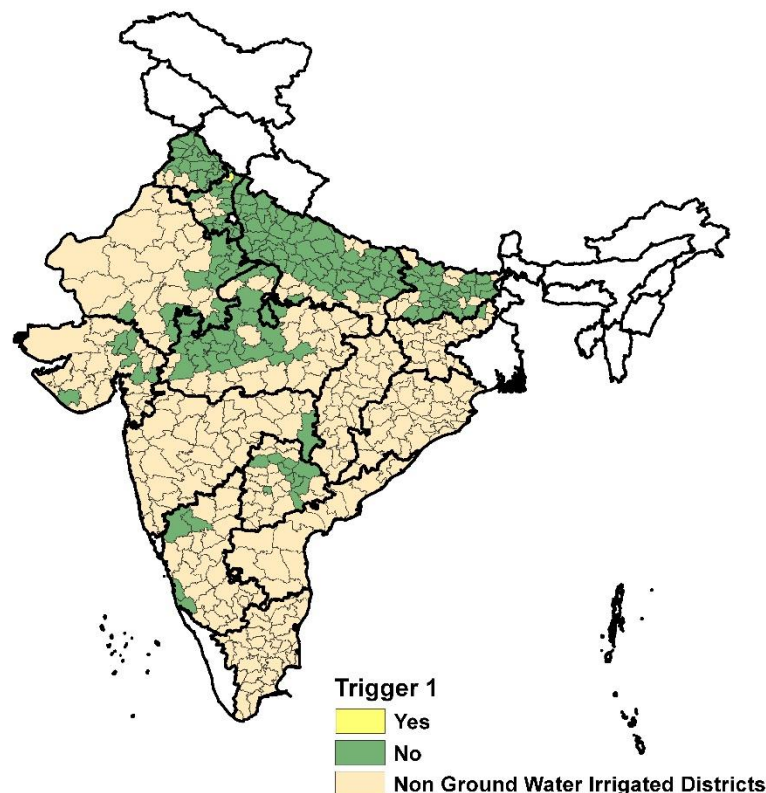 Trigger 1
Yes
No
Non Ground Water Irrigated Districts